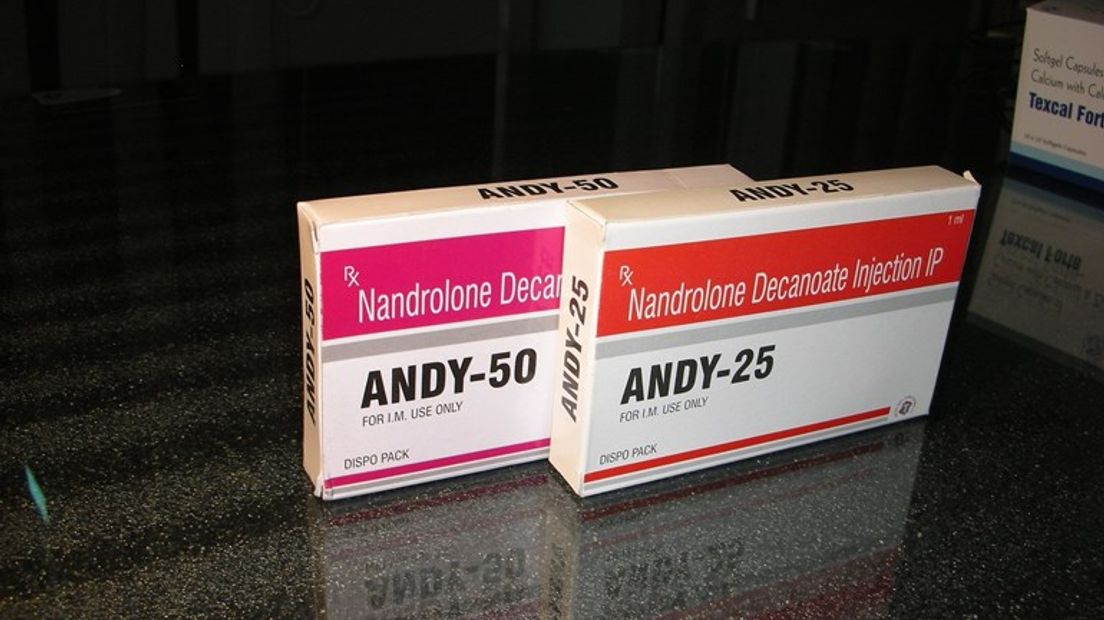 ANDY-50
Rx
Nandrolone Decan
ANDY-50
FOR I.M. USE ONLY
DISPO PACK
ANDY-50
ANDY-25
1 ml
Rx
Nandrolone Decanoate Injection IP
ANDY-25
FOR I.M. USE ONLY
DISPO PACK
ANDY-25
Softgel Capsules
Calcium with Cal
Texcal Fort